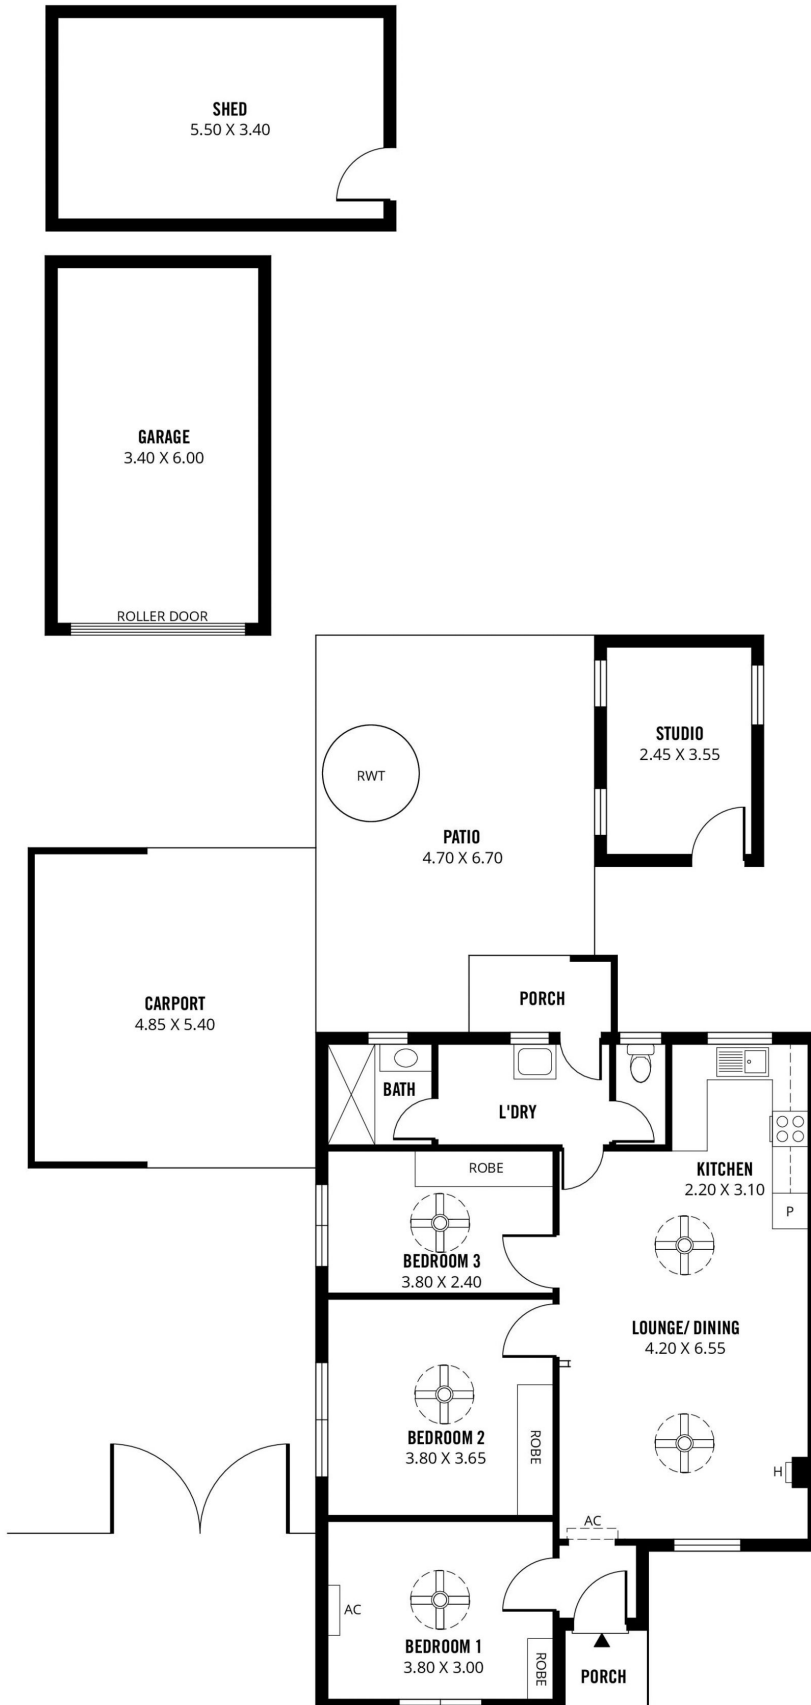 SHED
5.50 X 3.40
GARAGE
3.40 X 6.00
ROLLER DOOR
STUDIO
2.45 X 3.55
RWT
PATIO
4.70 X 6.70
CARPORT
4.85 X 5.40
PORCH
BATH
L'DRY
KITCHEN
2.20 X 3.10
P
ROBE
BEDROOM 3
3.80 X 2.40
LOUNGE/ DINING
4.20 X 6.55
BEDROOM 2
3.80 X 3.65
ROBE
H
AC
AC
BEDROOM 1
3.80 X 3.00
ROBE
PORCH